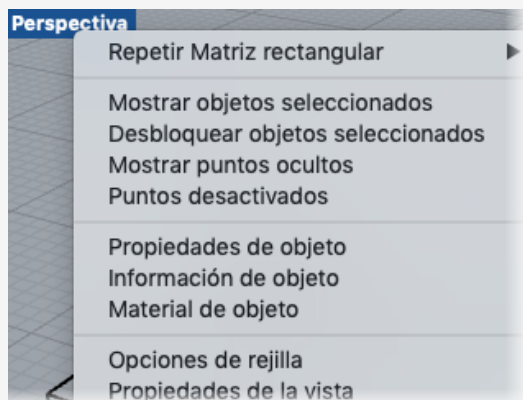 Perspectiva
Repetir Matriz rectangular
Mostrar objetos seleccionados
Desbloquear objetos seleccionados
Mostrar puntos ocultos
Puntos desactivados
Propiedades de objeto
Información de objeto
Material de objeto
Opciones de rejilla
Propiedades de la vista